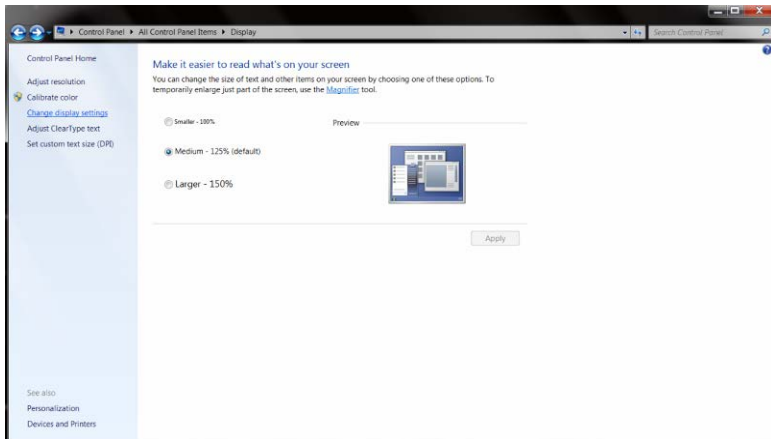 Control Panel ▸ All Control Panel Items ▸ Display
Search Control Panel
Control Panel Home
Adjust resolution
Calibrate color
Change display settings
Adjust ClearType text
Set custom text size (DPI)
See also
Personalization
Devices and Printers
Make it easier to read what's on your screen
You can change the size of text and other items on your screen by choosing one of these options. To
temporarily enlarge just part of the screen, use the Magnifier tool.
Smaller - 100%
Medium - 125% (default)
Larger - 150%
Preview
Apply